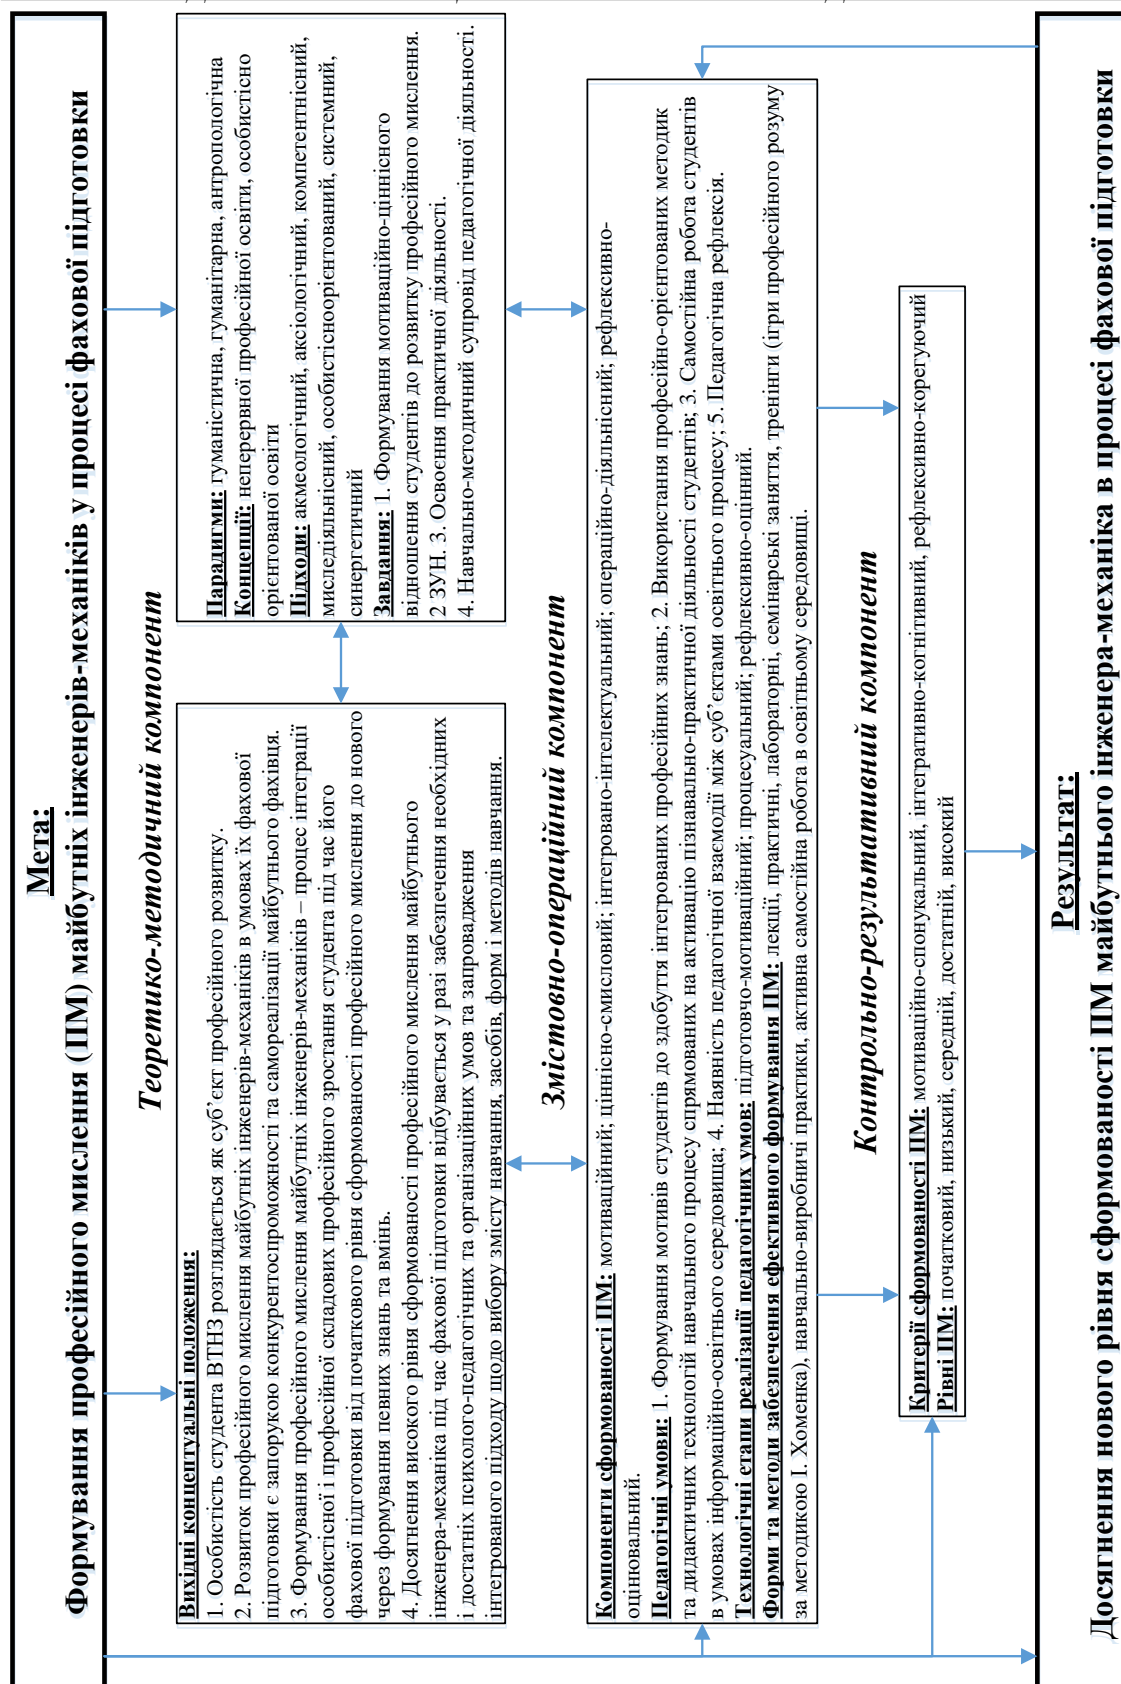 Мета:
Формування професійного мислення (ПМ) майбутніх інженерів-механіків у процесі фахової підготовки
Теоретико-методичний компонент
Вихідні концептуальні положення:
1. Особистість студента ВТНЗ розглядається як суб’єкт професійного розвитку.
2. Розвиток професійного мислення майбутніх інженерів-механіків в умовах їх фахової
підготовки є запорукою конкурентоспроможності та самореалізації майбутнього фахівця.
3. Формування професійного мислення майбутніх інженерів-механіків – процес інтеграції
особистісної і професійної складових професійного зростання студента під час його
фахової підготовки від початкового рівня сформованості професійного мислення до нового
через формування певних знань та вмінь.
4. Досягнення високого рівня сформованості професійного мислення майбутнього
інженера-механіка під час фахової підготовки відбувається у разі забезпечення необхідних
і достатніх психолого-педагогічних та організаційних умов та запровадження
інтегрованого підходу щодо вибору змісту навчання, засобів, форм і методів навчання.
Парадигми: гуманістична, гуманітарна, антропологічна
Концепції: неперервної професійної освіти, особистісно
орієнтованої освіти
Підходи: акмеологічний, аксіологічний, компетентнісний,
миследіяльнісний, особистісноорієнтований, системний,
синергетичний
Завдання: 1. Формування мотиваційно-ціннісного
відношення студентів до розвитку професійного мислення.
2 ЗУН. 3. Освоєння практичної діяльності.
4. Навчально-методичний супровід педагогічної діяльності.
Змістовно-операційний компонент
Компоненти сформованості ПМ: мотиваційний; ціннісно-смисловий; інтегровано-інтелектуальний; операційно-діяльнісний; рефлексивно-
оцінювальний.
Педагогічні умови: 1. Формування мотивів студентів до здобуття інтегрованих професійних знань; 2. Використання професійно-орієнтованих методик
та дидактичних технологій навчального процесу спрямованих на активацію пізнавально-практичної діяльності студентів; 3. Самостійна робота студентів
в умовах інформаційно-освітнього середовища; 4. Наявність педагогічної взаємодії між суб’єктами освітнього процесу; 5. Педагогічна рефлексія.
Технологічні етапи реалізації педагогічних умов: підготовчо-мотиваційний; процесуальний; рефлексивно-оцінний.
Форми та методи забезпечення ефективного формування ПМ: лекції, практичні, лабораторні, семінарські заняття, тренінги (ігри професійного розуму
за методикою І. Хоменка), навчально-виробничі практики, активна самостійна робота в освітньому середовищі.
Контрольно-результативний компонент
Критерії сформованості ПМ: мотиваційно-спонукальний, інтегративно-когнітивний, рефлексивно-корегуючий
Рівні ПМ: початковий, низький, середній, достатній, високий
Результат:
Досягнення нового рівня сформованості ПМ майбутнього інженера-механіка в процесі фахової підготовки